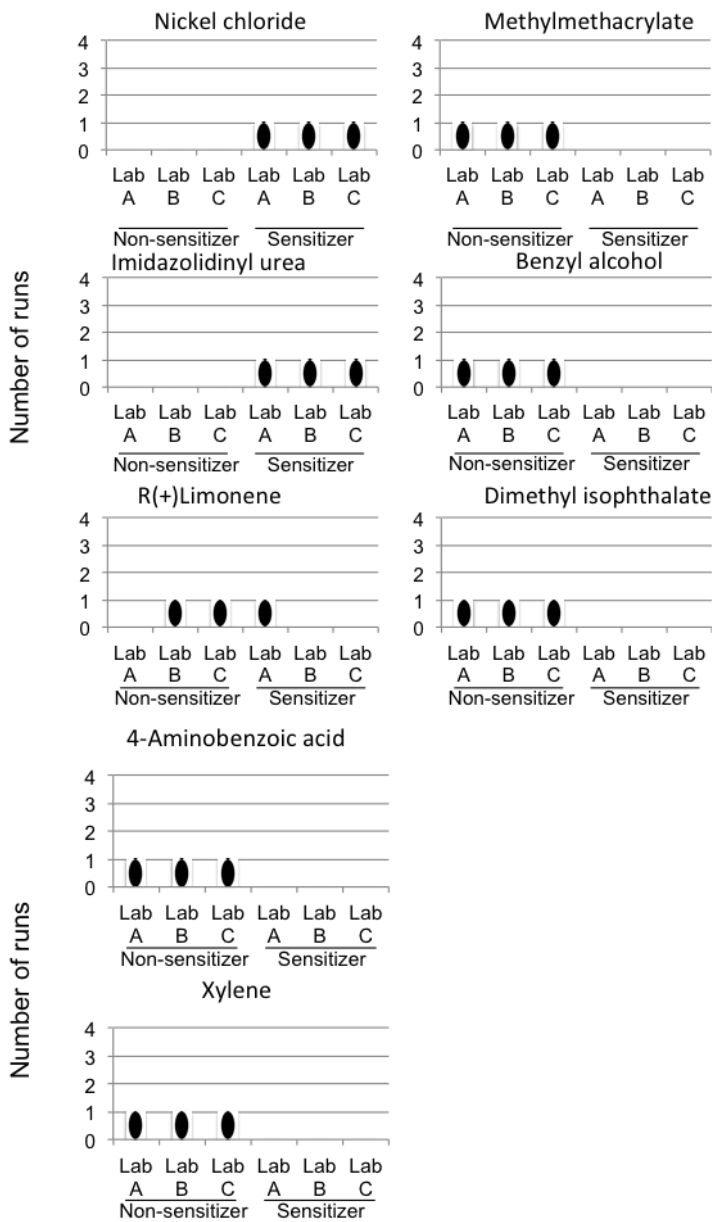 Nickel chloride
4
3
2
1
0
Lab Lab Lab Lab Lab Lab
A B C A B C
Non-sensitizer Sensitizer
Methylmethacrylate
4
3
2
1
0
Lab Lab Lab Lab Lab Lab
A B C A B C
Non-sensitizer Sensitizer
Number of runs
Imidazolidinyl urea
4
3
2
1
0
Lab Lab Lab Lab Lab Lab
A B C A B C
Non-sensitizer Sensitizer
Benzyl alcohol
4
3
2
1
0
Lab Lab Lab Lab Lab Lab
A B C A B C
Non-sensitizer Sensitizer
R(+)Limonene
4
3
2
1
0
Lab Lab Lab Lab Lab Lab
A B C A B C
Non-sensitizer Sensitizer
Dimethyl isophthalate
4
3
2
1
0
Lab Lab Lab Lab Lab Lab
A B C A B C
Non-sensitizer Sensitizer
4-Aminobenzoic acid
4
3
2
1
0
Lab Lab Lab Lab Lab Lab
A B C A B C
Non-sensitizer Sensitizer
Number of runs
Xylene
4
3
2
1
0
Lab Lab Lab Lab Lab Lab
A B C A B C
Non-sensitizer Sensitizer